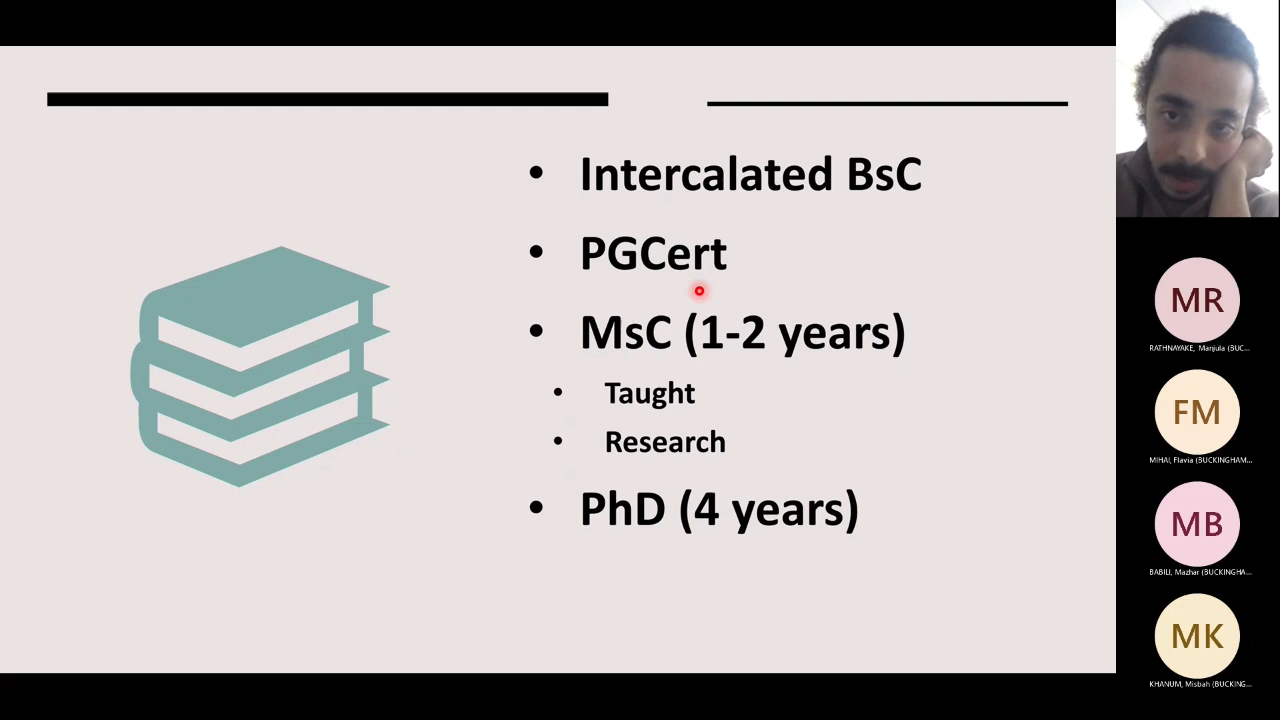 • Intercalated BsC
• PGCert
• MsC (1-2 years)
• Taught
• Research
• PhD (4 years)
MR
RATHNAYAKE, Manjula (BUC...
FM
MIHAI, Flavia (BUCKINGHAM...
MB
BABILI, Mazhar (BUCKINGHA...
MK
KHANUM, Misbah (BUCKING...